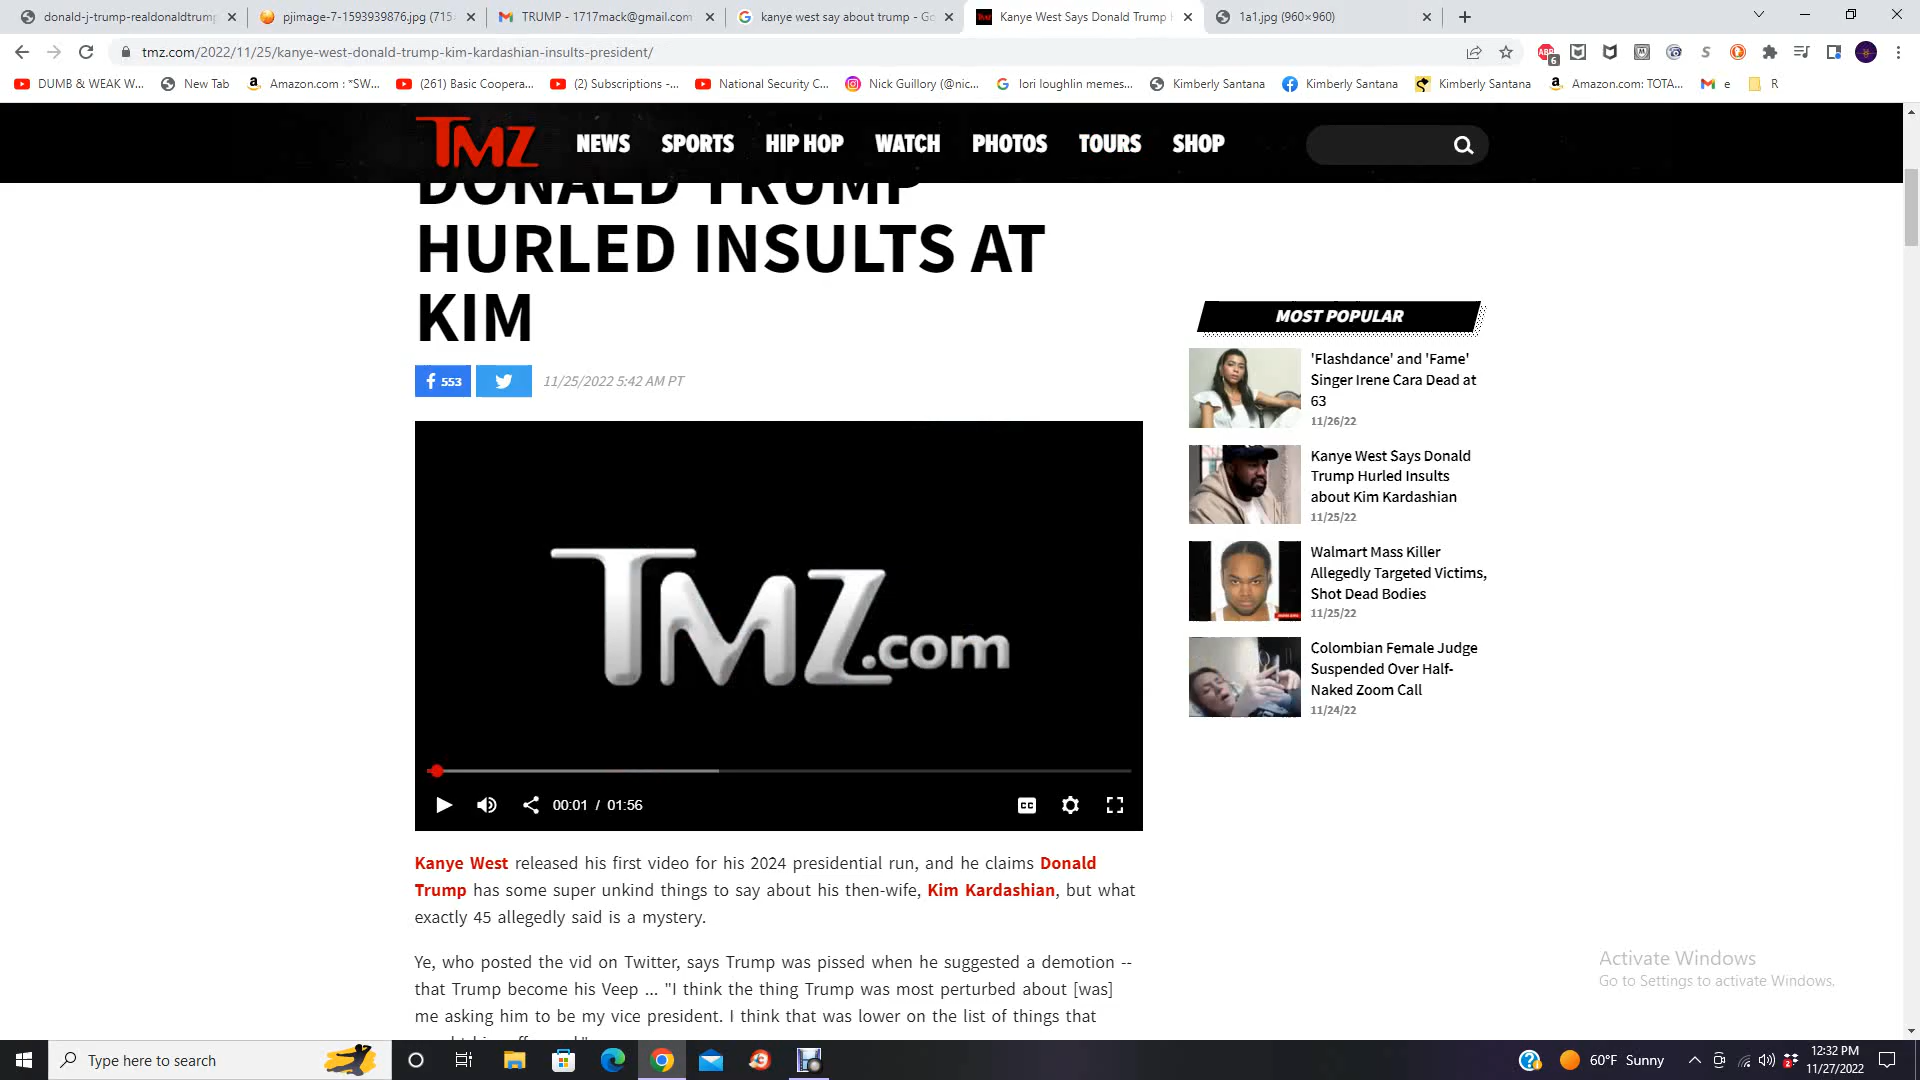 donald-j-trump-realdonaldtrump
pjimage-7-1593939876.jpg (715
TRUMP - 1717mack@gmail.com
kanye west say about trump - Go
Kanye West Says Donald Trump
1a1.jpg (960×960)
tmz.com/2022/11/25/kanye-west-donald-trump-kim-kardashian-insults-president/
6
DUMB & WEAK W...
New Tab
Amazon.com : *SW...
(261) Basic Coopera...
(2) Subscriptions -...
National Security C...
Nick Guillory (@nic...
lori loughlin memes...
Kimberly Santana
Kimberly Santana
Kimberly Santana
Amazon.com: TOTA...
e
R
TMZ NEWS SPORTS HIP HOP WATCH PHOTOS TOURS SHOP
DONALD TRUMP
HURLED INSULTS AT
KIM
553
11/25/2022 5:42 AM PT
TMZ.com
00:01 / 01:56
CC
Kanye West released his first video for his 2024 presidential run, and he claims Donald
Trump has some super unkind things to say about his then-wife, Kim Kardashian, but what
exactly 45 allegedly said is a mystery.
Ye, who posted the vid on Twitter, says Trump was pissed when he suggested a demotion --
that Trump become his Veep ... "I think the thing Trump was most perturbed about [was]
me asking him to be my vice president. I think that was lower on the list of things that
MOST POPULAR
'Flashdance' and 'Fame'
Singer Irene Cara Dead at
63
11/26/22
Kanye West Says Donald
Trump Hurled Insults
about Kim Kardashian
11/25/22
Walmart Mass Killer
Allegedly Targeted Victims,
Shot Dead Bodies
11/25/22
Colombian Female Judge
Suspended Over Half-
Naked Zoom Call
11/24/22
Activate Windows
Go to Settings to activate Windows.
Type here to search
60°F Sunny
12:32 PM
11/27/2022